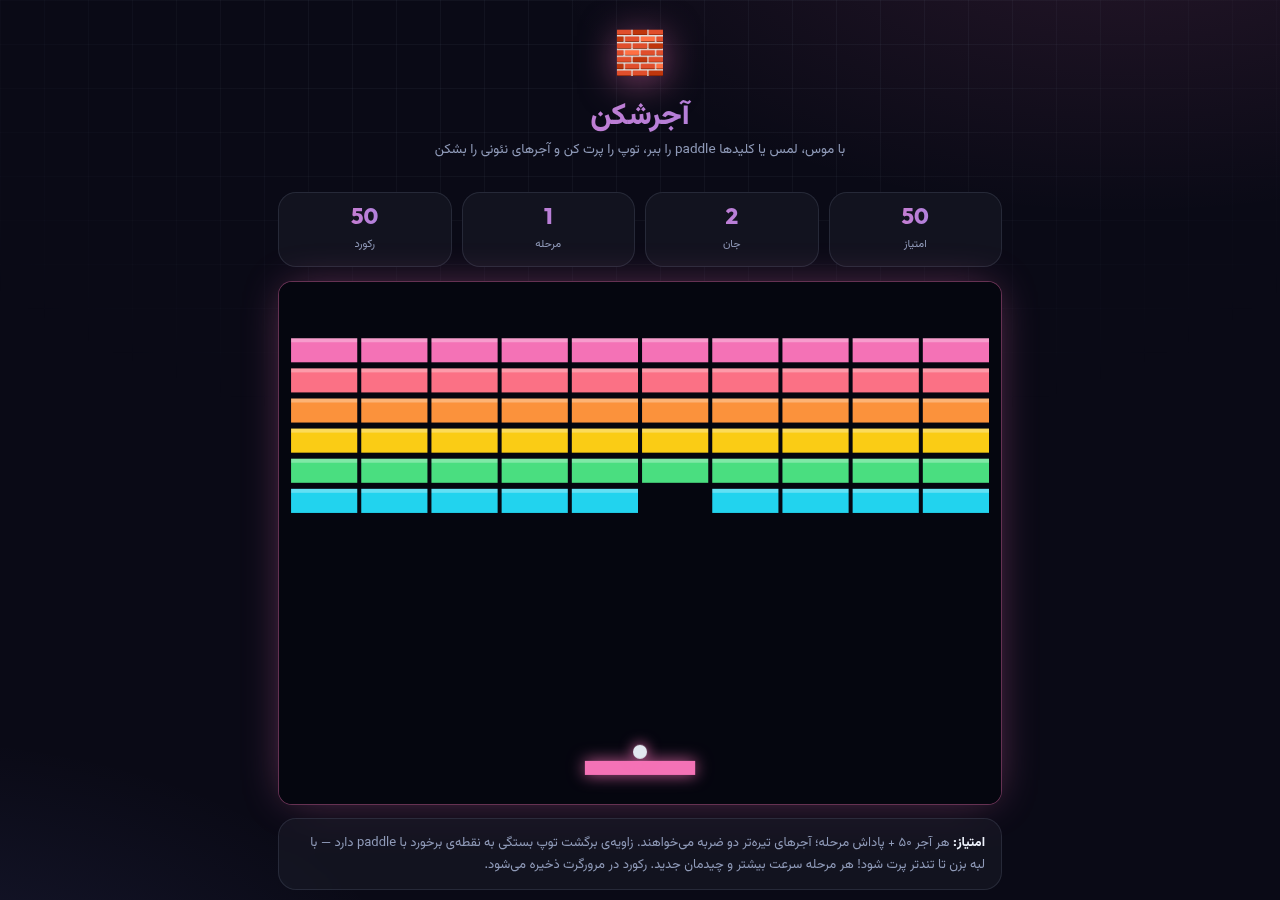 آجرشکن
با موس، لمس یا کلیدها paddle را ببر، توپ را پرت کن و آجرهای نئونی را بشکن
50
امتیاز
2
جان
1
مرحله
50
رکورد
امتیاز: هر آجر ۵۰ + پاداش مرحله؛ آجرهای تیره‌تر دو ضربه می‌خواهند. زاویه‌ی برگشت توپ بستگی به نقطه‌ی برخورد با paddle دارد — با
لبه بزن تا تندتر پرت شود! هر مرحله سرعت بیشتر و چیدمان جدید. رکورد در مرورگرت ذخیره می‌شود.